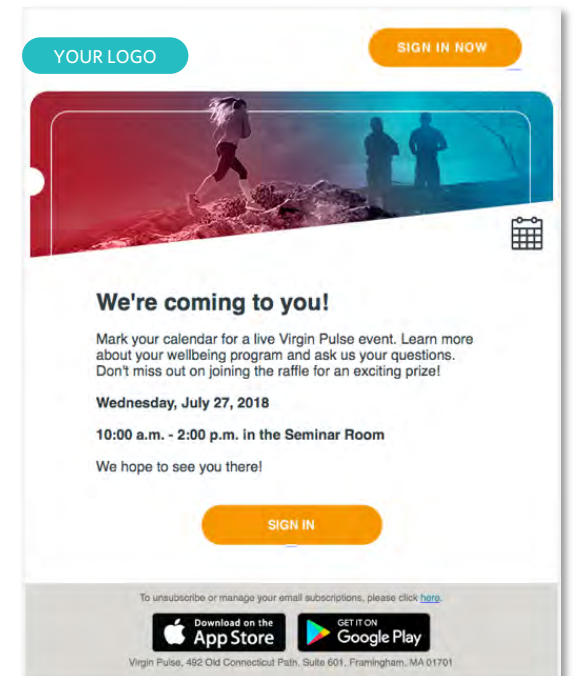 YOUR LOGO
SIGN IN NOW
We're coming to you!
Mark your calendar for a live Virgin Pulse event. Learn more
about your wellbeing program and ask us your questions.
Don't miss out on joining the raffle for an exciting prize!
Wednesday, July 27, 2018
10:00 a.m. - 2:00 p.m. in the Seminar Room
We hope to see you there!
SIGN IN
To unsubscribe or manage your email subscriptions, please click here.
Download on the
App Store
GET IT ON
Google Play
Virgin Pulse, 492 Old Connecticut Path, Suite 601, Framingham, MA 01701